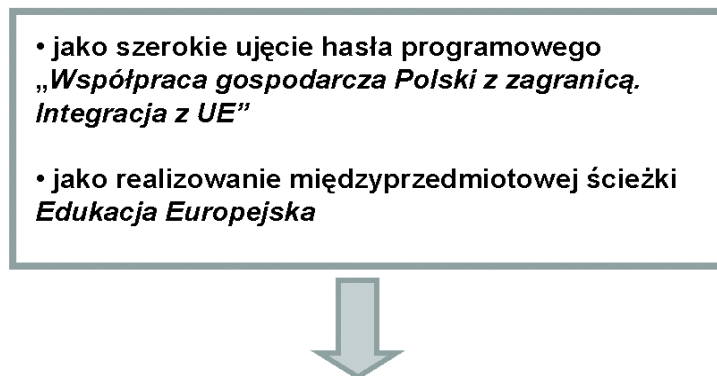 • jako szerokie ujęcie hasła programowego
„Współpraca gospodarcza Polski z zagranicą.
Integracja z UE”
• jako realizowanie międzyprzedmiotowej ścieżki
Edukacja Europejska